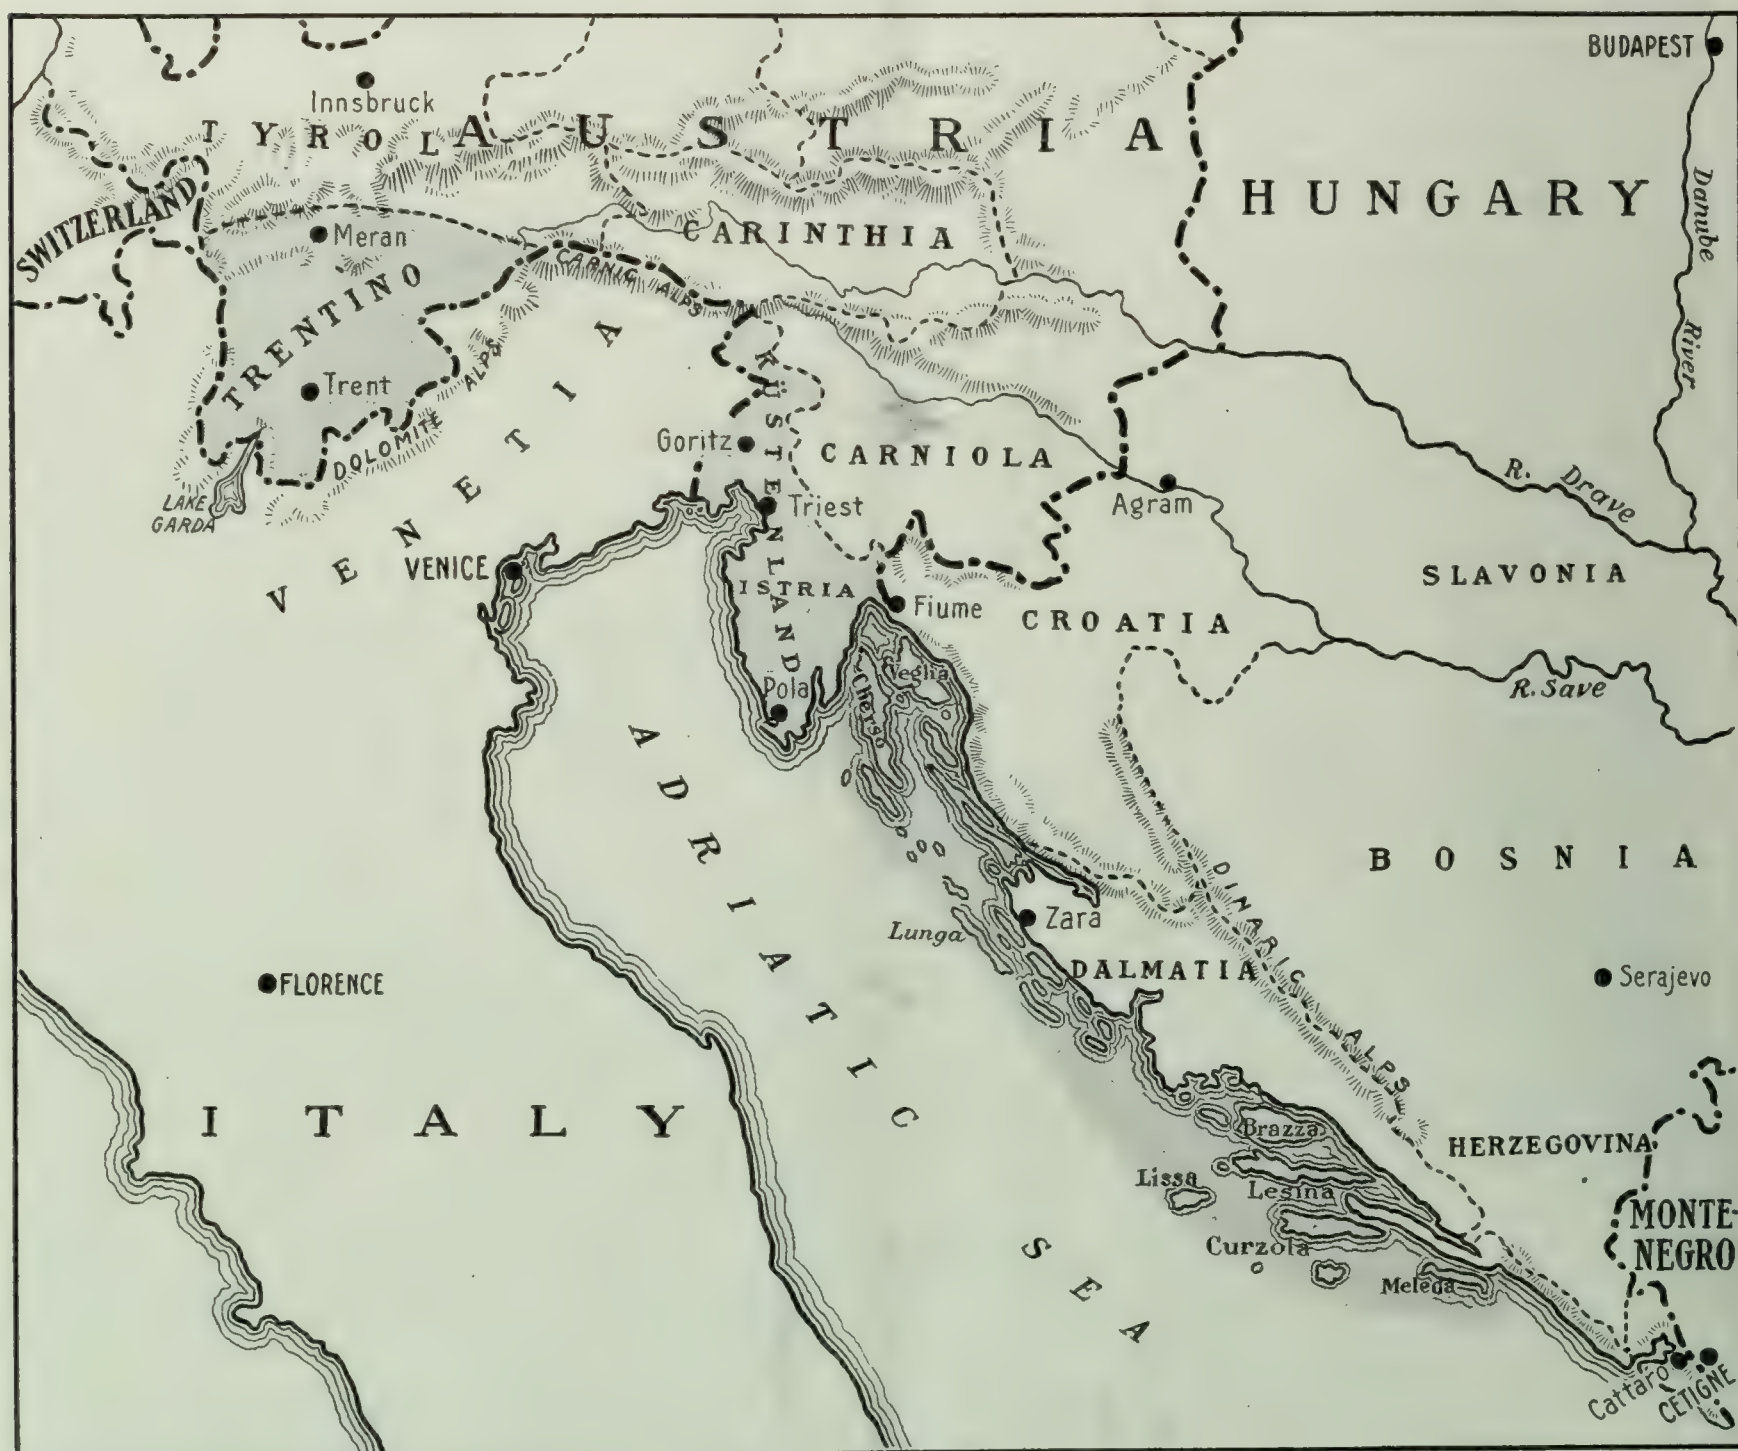 BUDAPEST
Innsbruck
TYROL
AUSTRIA
HUNGARY
SWITZERLAND
Danube
River
Meran
CARINTHIA
CARNIC ALPS
TRENTINO
Trent
DOLOMITE ALPS
LAKE
GARDA
VENETIA
KÜSTENLAND
Goritz
CARNIOLA
Triest
Agram
R. Drave
VENICE
ISTRIA
Fiume
CROATIA
SLAVONIA
Pola
Cherso
Veglia
R. Save
ADRIATIC SEA
BOSNIA
DINARIC ALPS
Lunga
Zara
DALMATIA
Serajevo
FLORENCE
ITALY
Brazza
HERZEGOVINA
Lissa
Lesina
MONTE-
NEGRO
Curzola
Meleda
Cattaro
CETIGNE